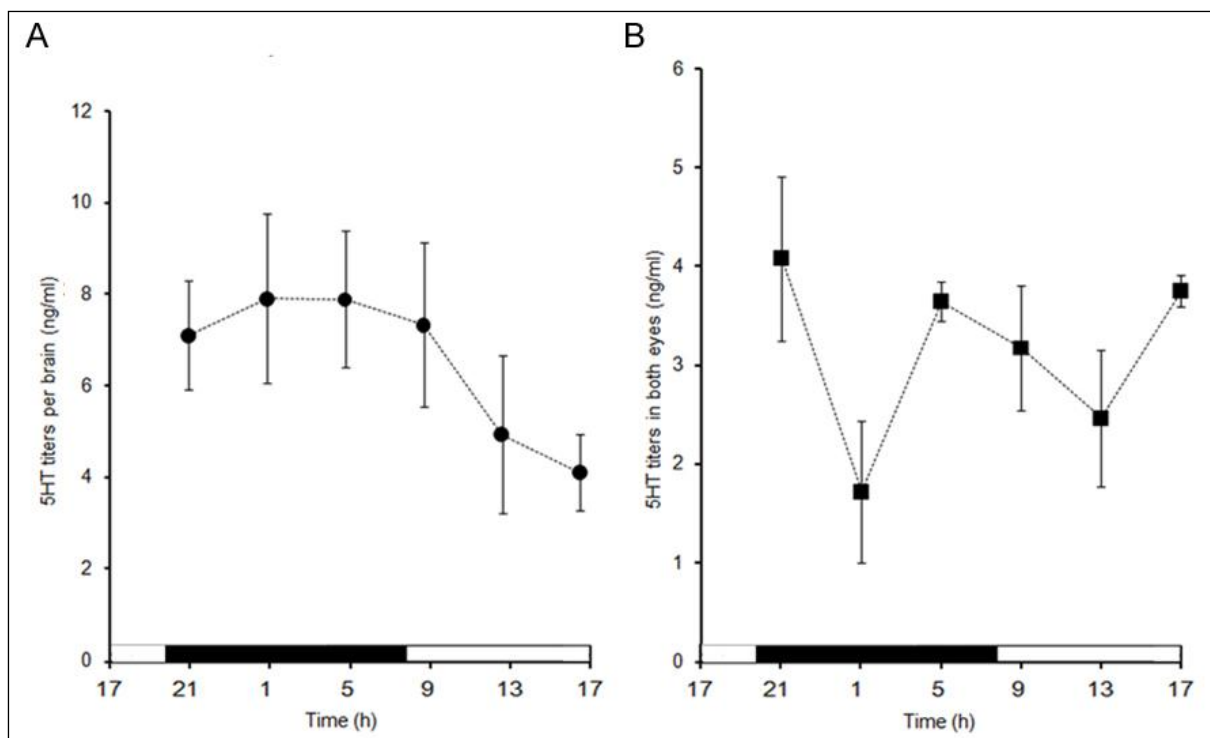 A
5HT titers per brain (ng/ml)
12
10
8
6
4
2
0
17 21 1 5 9 13 17
Time (h)
B
5HT titers in both eyes (ng/ml)
6
5
4
3
2
1
0
17 21 1 5 9 13 17
Time (h)